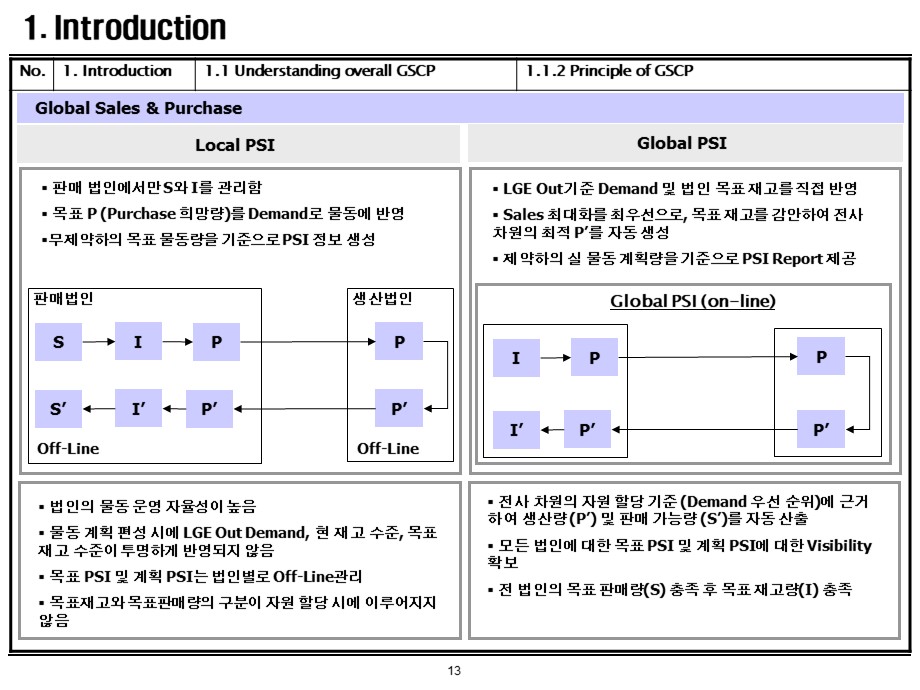 1. Introduction
No. 1. Introduction 1.1 Understanding overall GSCP 1.1.2 Principle of GSCP
Global Sales & Purchase
Local PSI
▪ 판매 법인에서만 S와 I를 관리함
▪ 목표 P (Purchase 희망량)를 Demand로 물동에 반영
▪무제약하의 목표 물동량을 기준으로 PSI 정보 생성
판매법인 생산법인
S I P P
S’ I’ P’ P’
Off-Line Off-Line
▪ 법인의 물동 운영 자율성이 높음
▪ 물동 계획 편성 시에 LGE Out Demand, 현 재고 수준, 목표
재고 수준이 투명하게 반영되지 않음
▪ 목표 PSI 및 계획 PSI는 법인별로 Off-Line관리
▪ 목표재고와 목표판매량의 구분이 자원 할당 시에 이루어지지
않음
Global PSI
▪ LGE Out기준 Demand 및 법인 목표재고를 직접 반영
▪ Sales 최대화를 최우선으로, 목표재고를 감안하여 전사
차원의 최적 P’를 자동 생성
▪ 제약하의 실 물동계획량을 기준으로 PSI Report 제공
Global PSI (on-line)
I P P
I’ P’ P’
▪ 전사 차원의 자원 할당 기준 (Demand 우선 순위)에 근거
하여 생산량 (P’) 및 판매 가능량 (S’)를 자동 산출
▪ 모든 법인에 대한 목표 PSI 및 계획 PSI에 대한 Visibility
확보
▪ 전 법인의 목표 판매량(S) 충족 후 목표 재고량(I) 충족
13